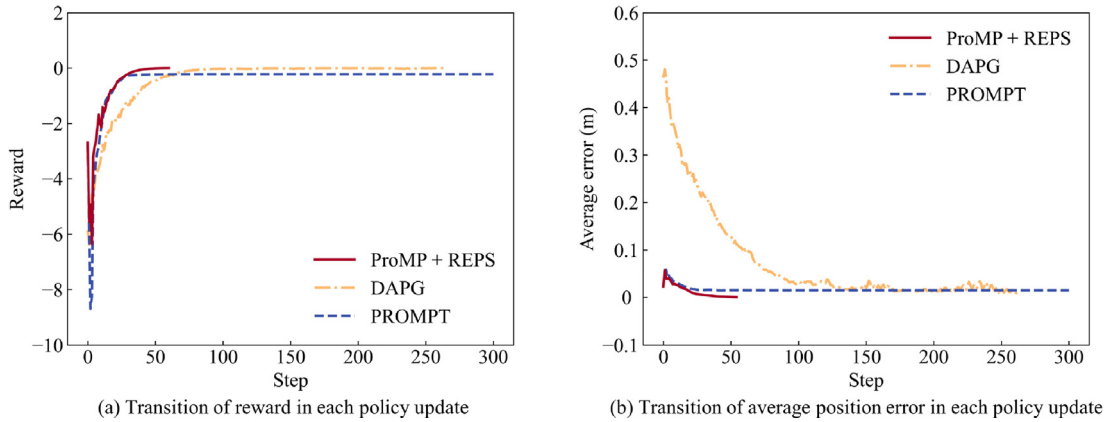 2
0
−2
−4
−6
−8
−10
Reward
ProMP + REPS
DAPG
PROMPT
0 50 100 150 200 250 300
Step
(a) Transition of reward in each policy update
0.6
0.5
0.4
0.3
0.2
0.1
0
−0.1
Average error (m)
ProMP + REPS
DAPG
PROMPT
0 50 100 150 200 250 300
Step
(b) Transition of average position error in each policy update